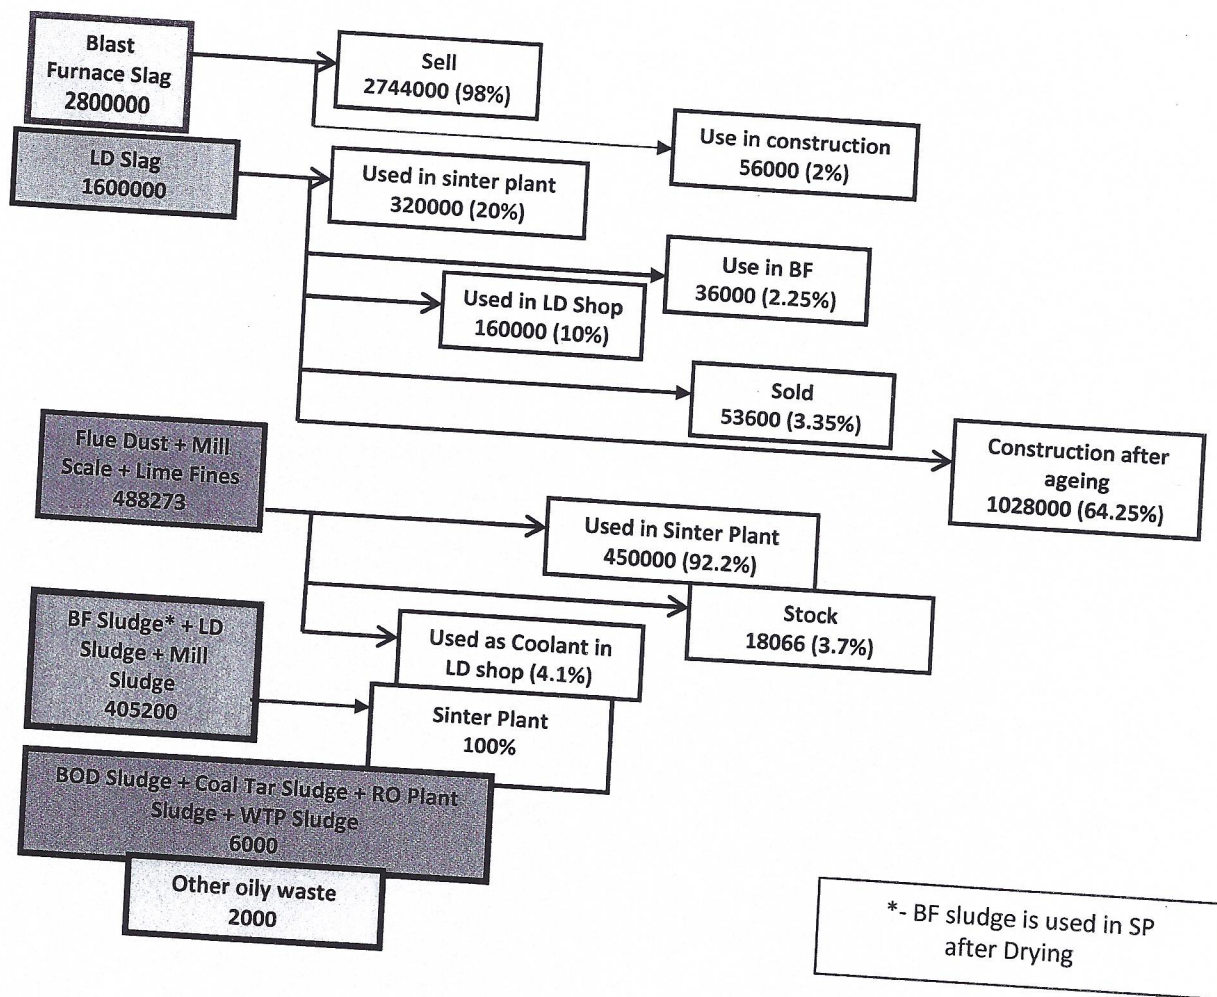 Blast
Furnace Slag
2800000
Sell
2744000 (98%)
Use in construction
56000 (2%)
LD Slag
1600000
Used in sinter plant
320000 (20%)
Use in BF
36000 (2.25%)
Used in LD Shop
160000 (10%)
Sold
53600 (3.35%)
Construction after
ageing
1028000 (64.25%)
Flue Dust + Mill
Scale + Lime Fines
488273
Used in Sinter Plant
450000 (92.2%)
Stock
18066 (3.7%)
Used as Coolant in
LD shop (4.1%)
BF Sludge* + LD
Sludge + Mill
Sludge
405200
Sinter Plant
100%
BOD Sludge + Coal Tar Sludge + RO Plant
Sludge + WTP Sludge
6000
Other oily waste
2000
*- BF sludge is used in SP
after Drying